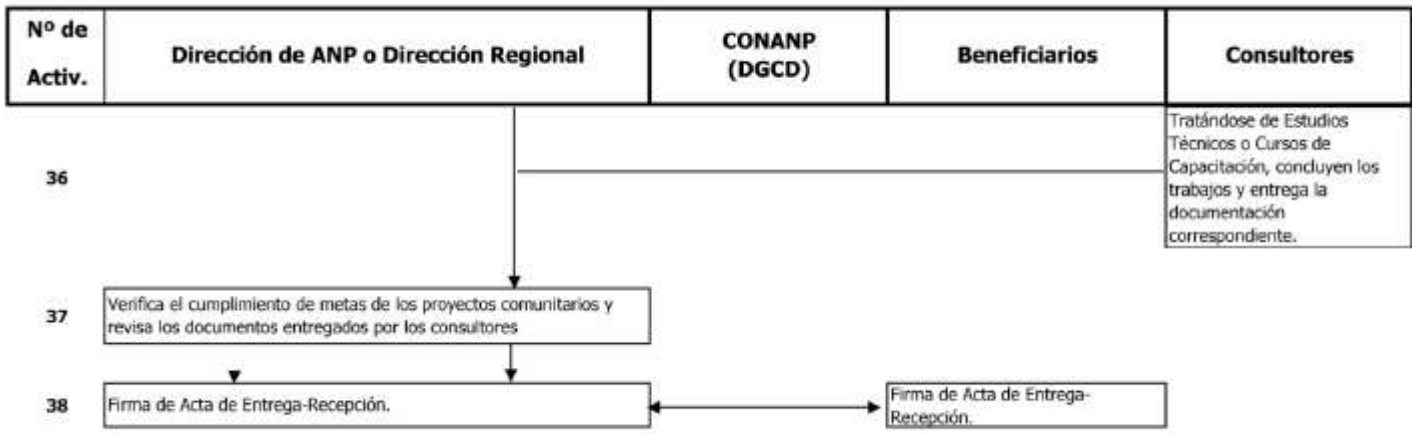 Nº de
Activ.
Dirección de ANP o Dirección Regional
CONANP
(DGCD)
Beneficiarios
Consultores
36
Tratándose de Estudios
Técnicos o Cursos de
Capacitación, concluyen los
trabajos y entrega la
documentación
correspondiente.
37
Verifica el cumplimiento de metas de los proyectos comunitarios y
revisa los documentos entregados por los consultores
38
Firma de Acta de Entrega-Recepción.
Firma de Acta de Entrega-
Recepción.